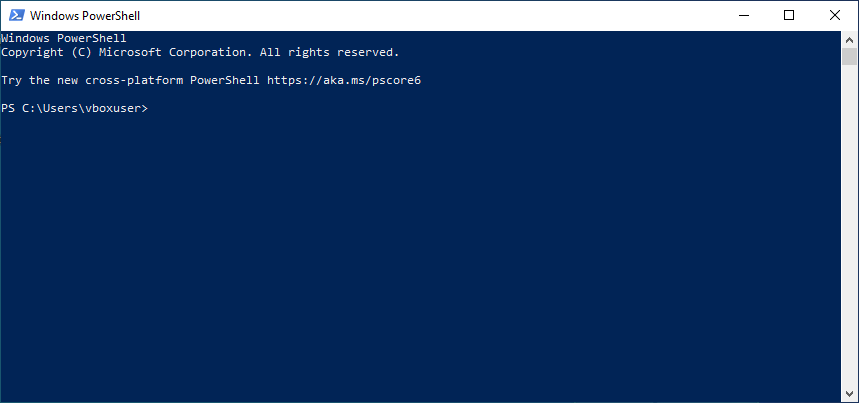 Windows PowerShell
Windows PowerShell
Copyright (C) Microsoft Corporation. All rights reserved.
Try the new cross-platform PowerShell https://aka.ms/pscore6
PS C:\Users\vboxuser>